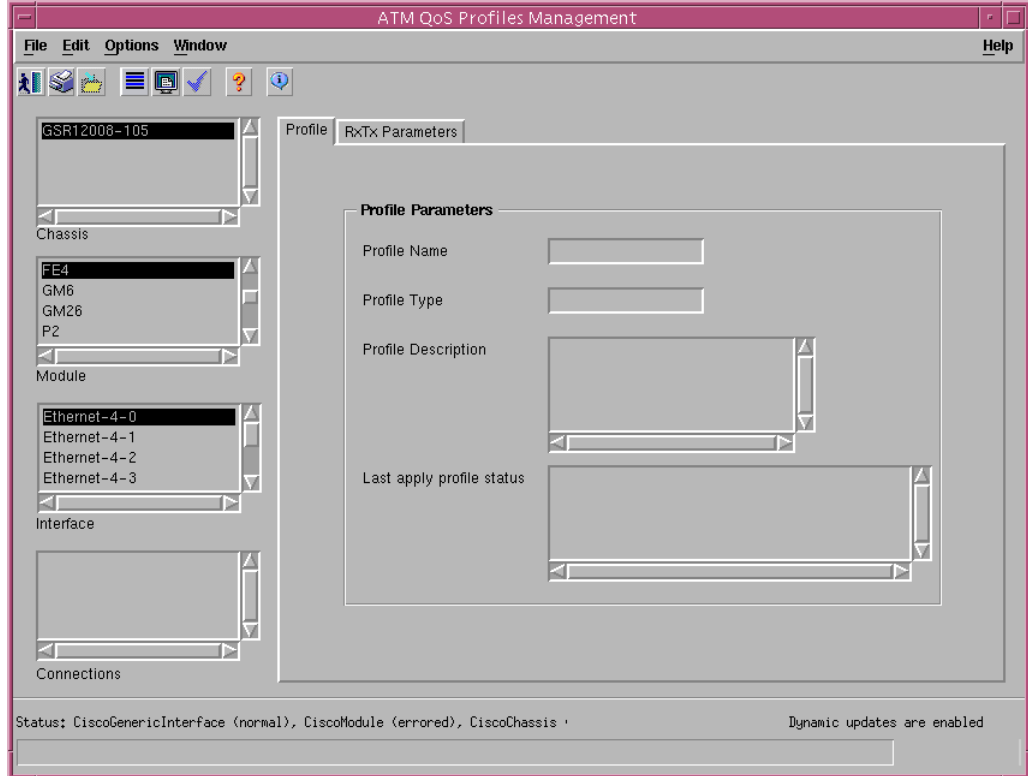 ATM QoS Profiles Management
File Edit Options Window Help
GSR12008-105
Chassis
FE4
GM6
GM26
P2
Module
Ethernet-4-0
Ethernet-4-1
Ethernet-4-2
Ethernet-4-3
Interface
Connections
Profile RxTx Parameters
Profile Parameters
Profile Name
Profile Type
Profile Description
Last apply profile status
Status: CiscoGenericInterface (normal), CiscoModule (errored), CiscoChassis Dynamic updates are enabled